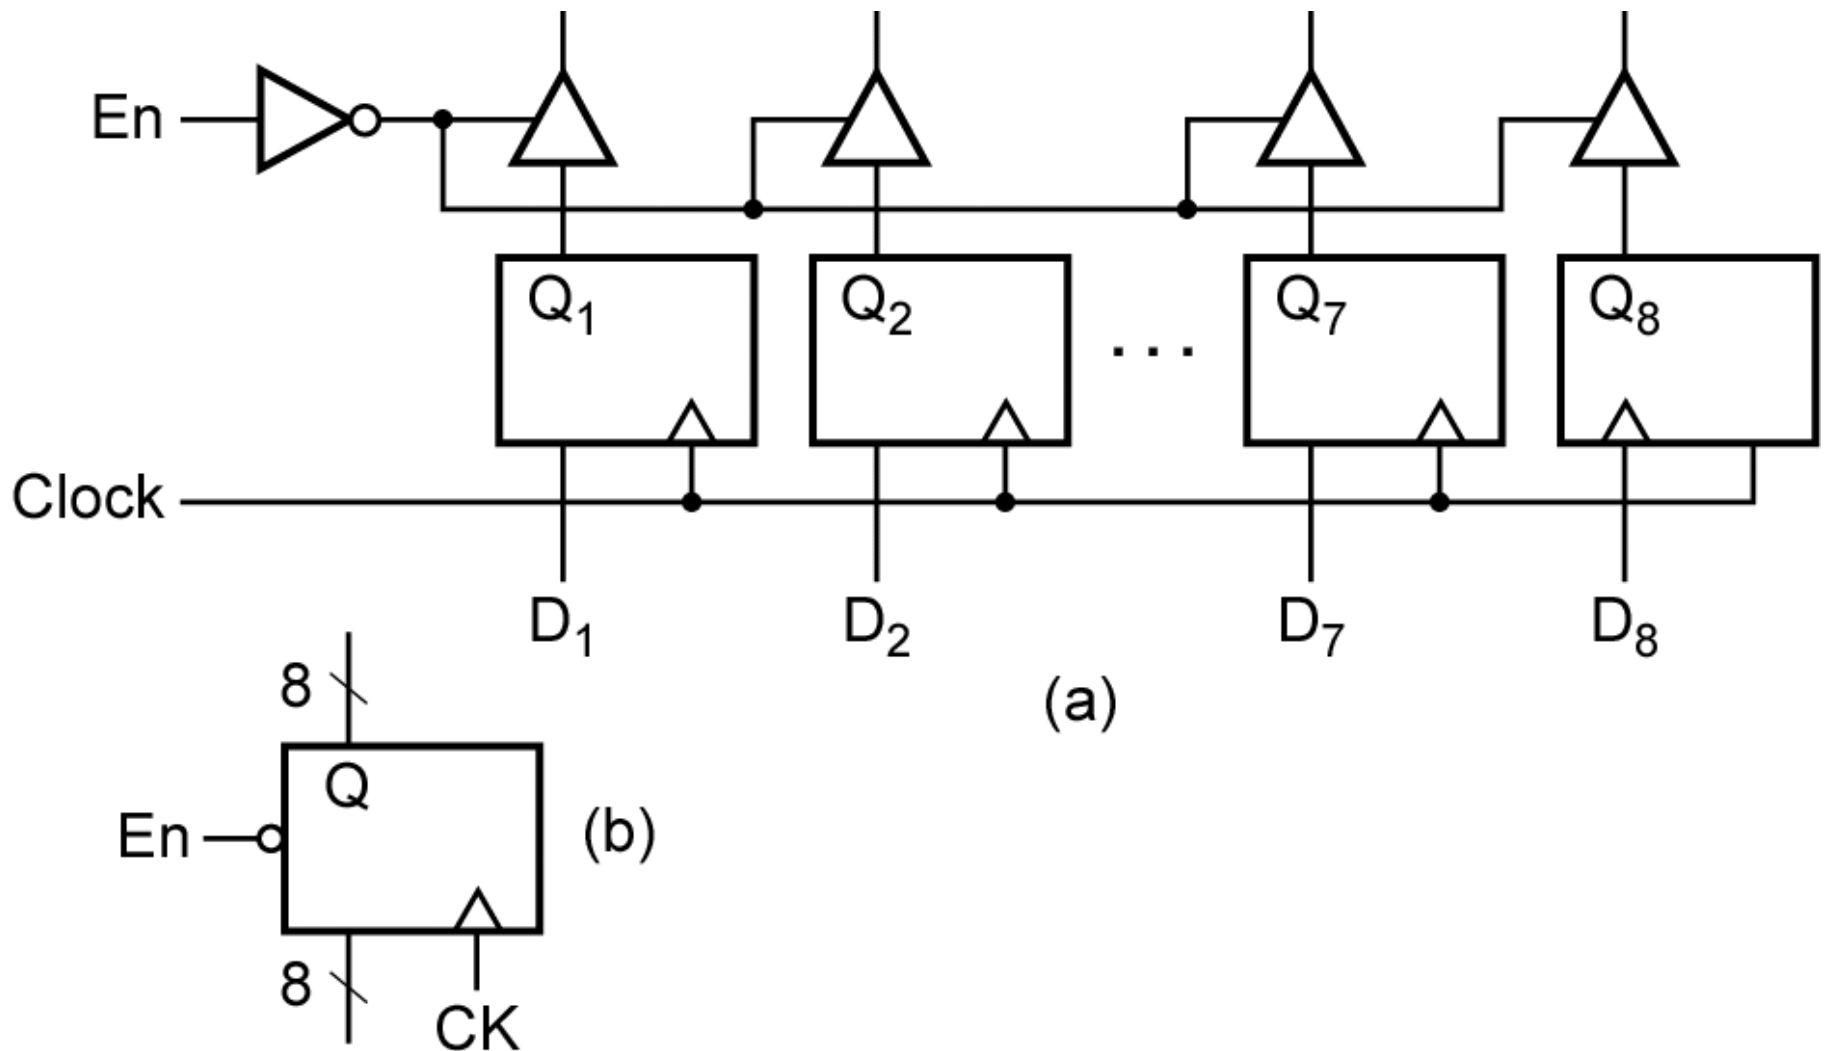 En
Q1 Q2 ... Q7 Q8
Clock
D1 D2 D7 D8
(a)
8
Q
En
(b)
8
CK